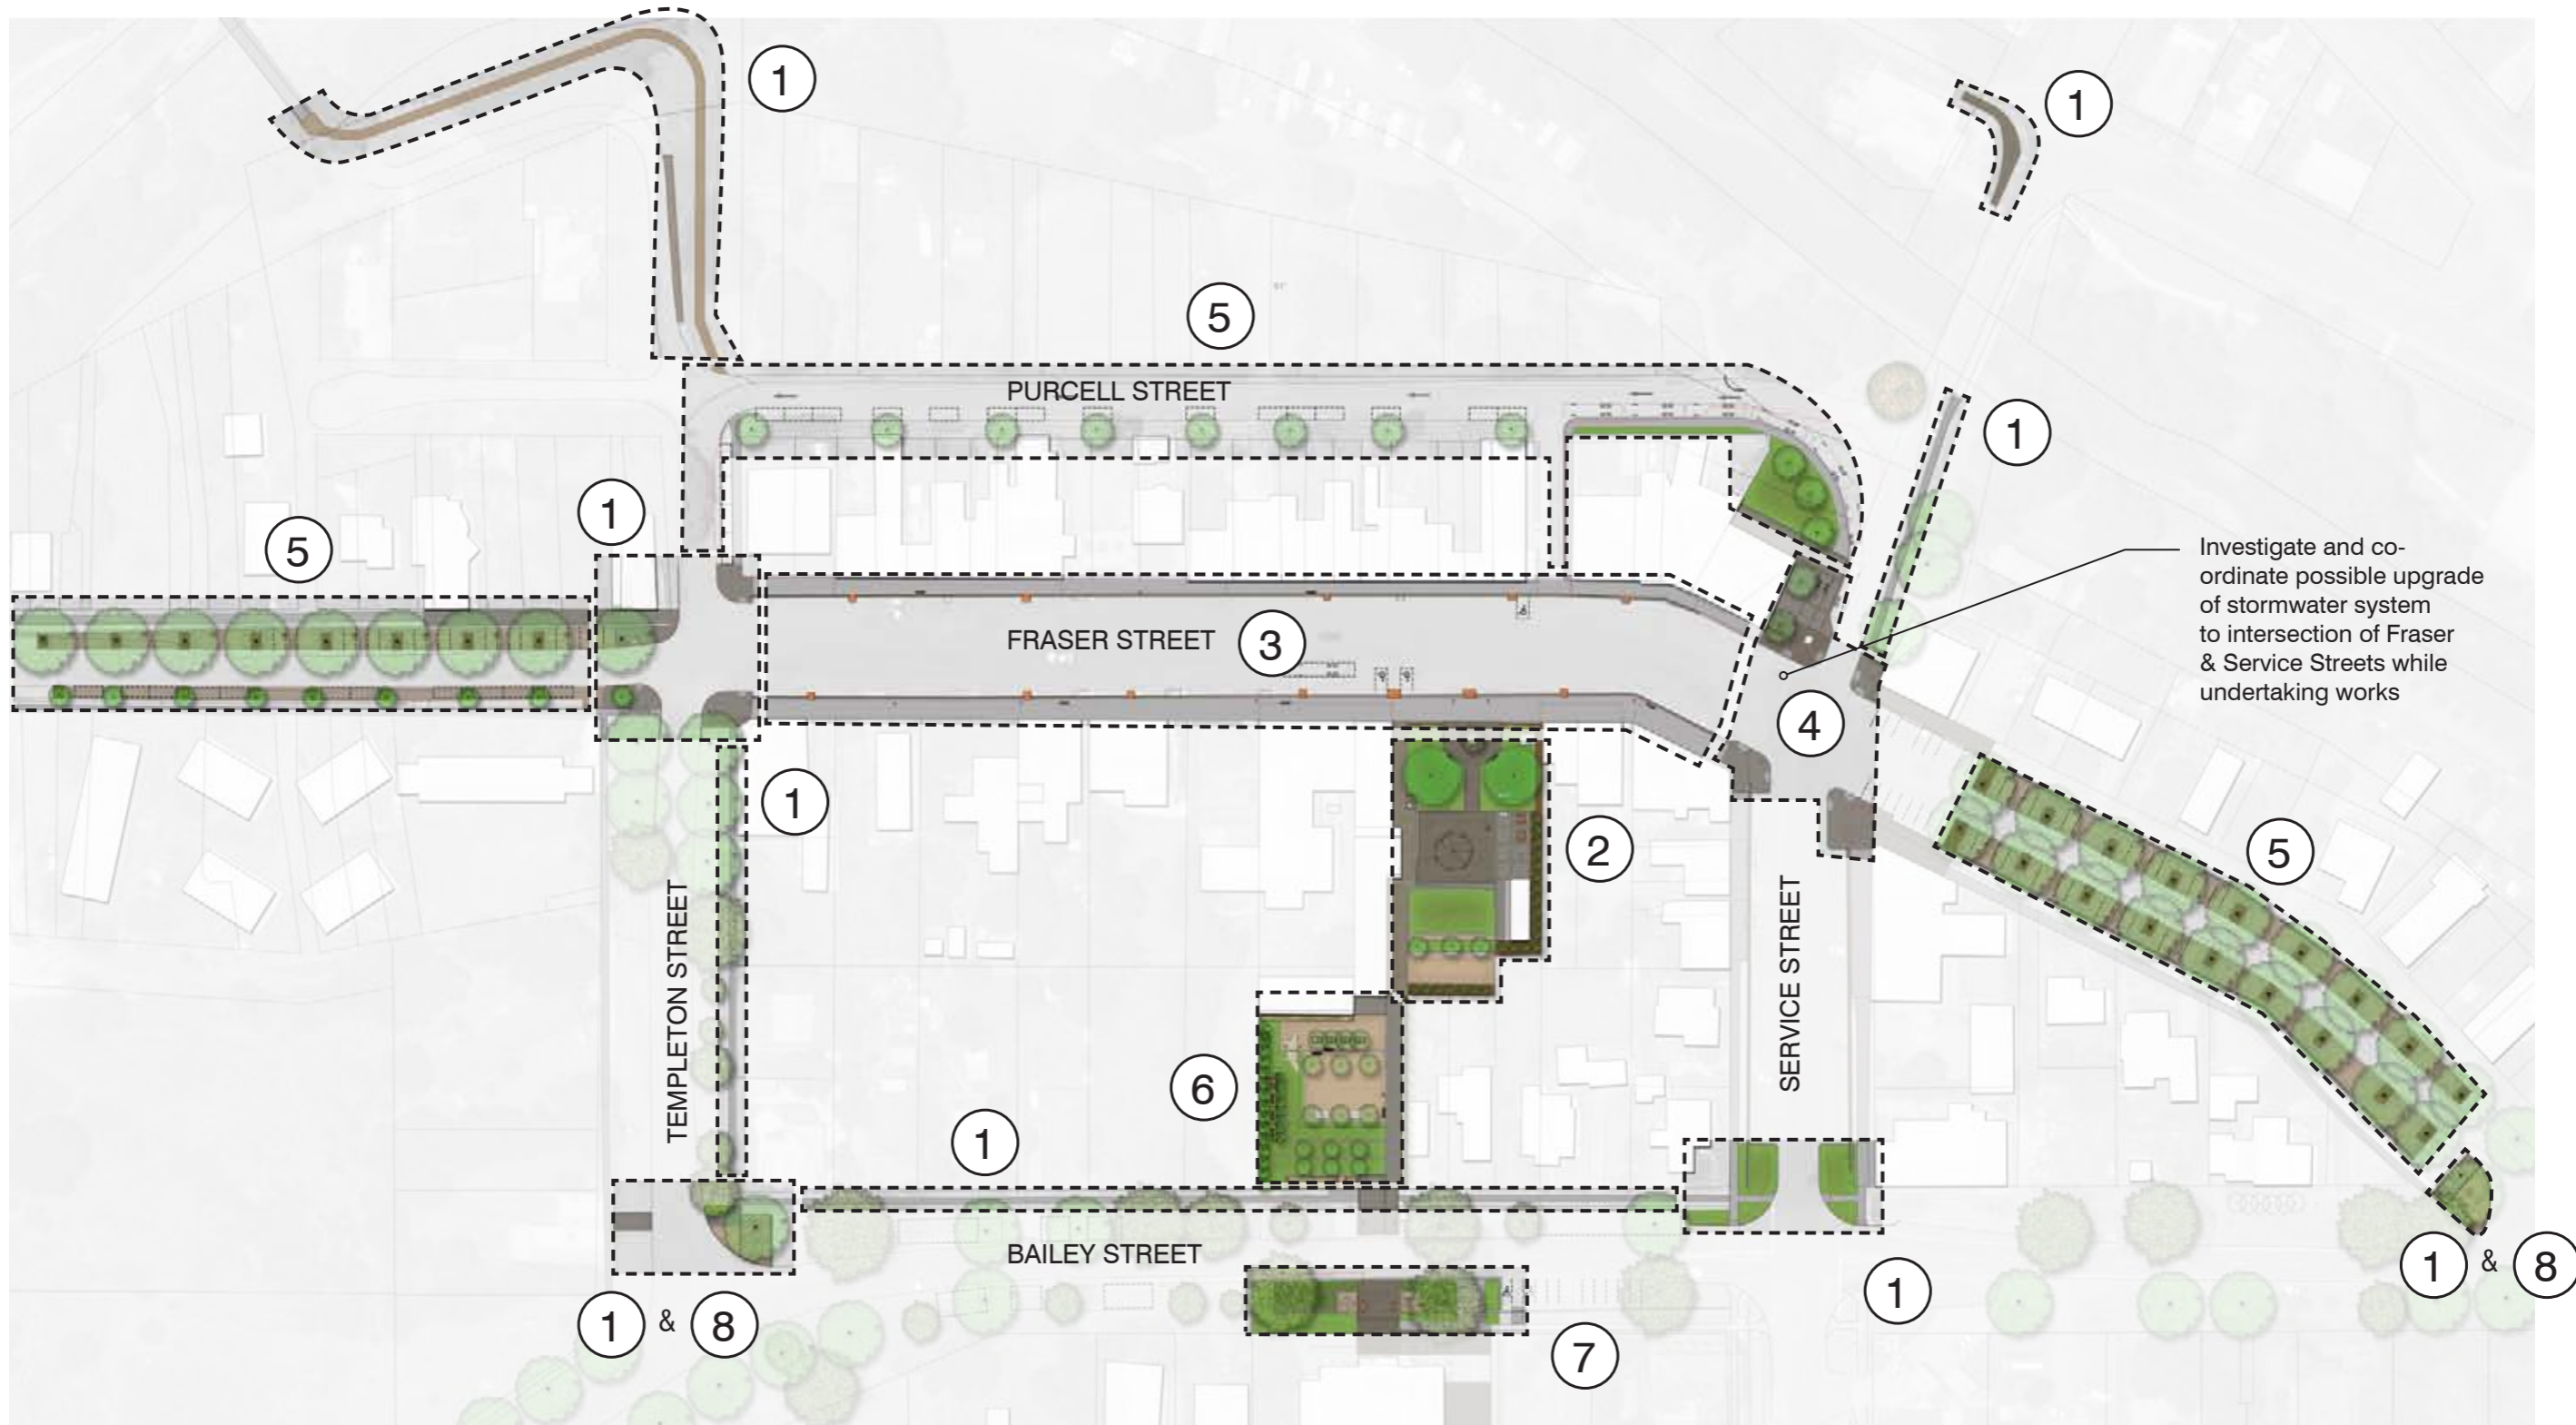 1
1
5
PURCELL STREET
1
1
5
Investigate and co-
ordinate possible upgrade
of stormwater system
to intersection of Fraser
& Service Streets while
undertaking works
FRASER STREET
3
4
1
2
5
TEMPLETON STREET
SERVICE STREET
6
1
BAILEY STREET
1 & 8
1
1 & 8
7